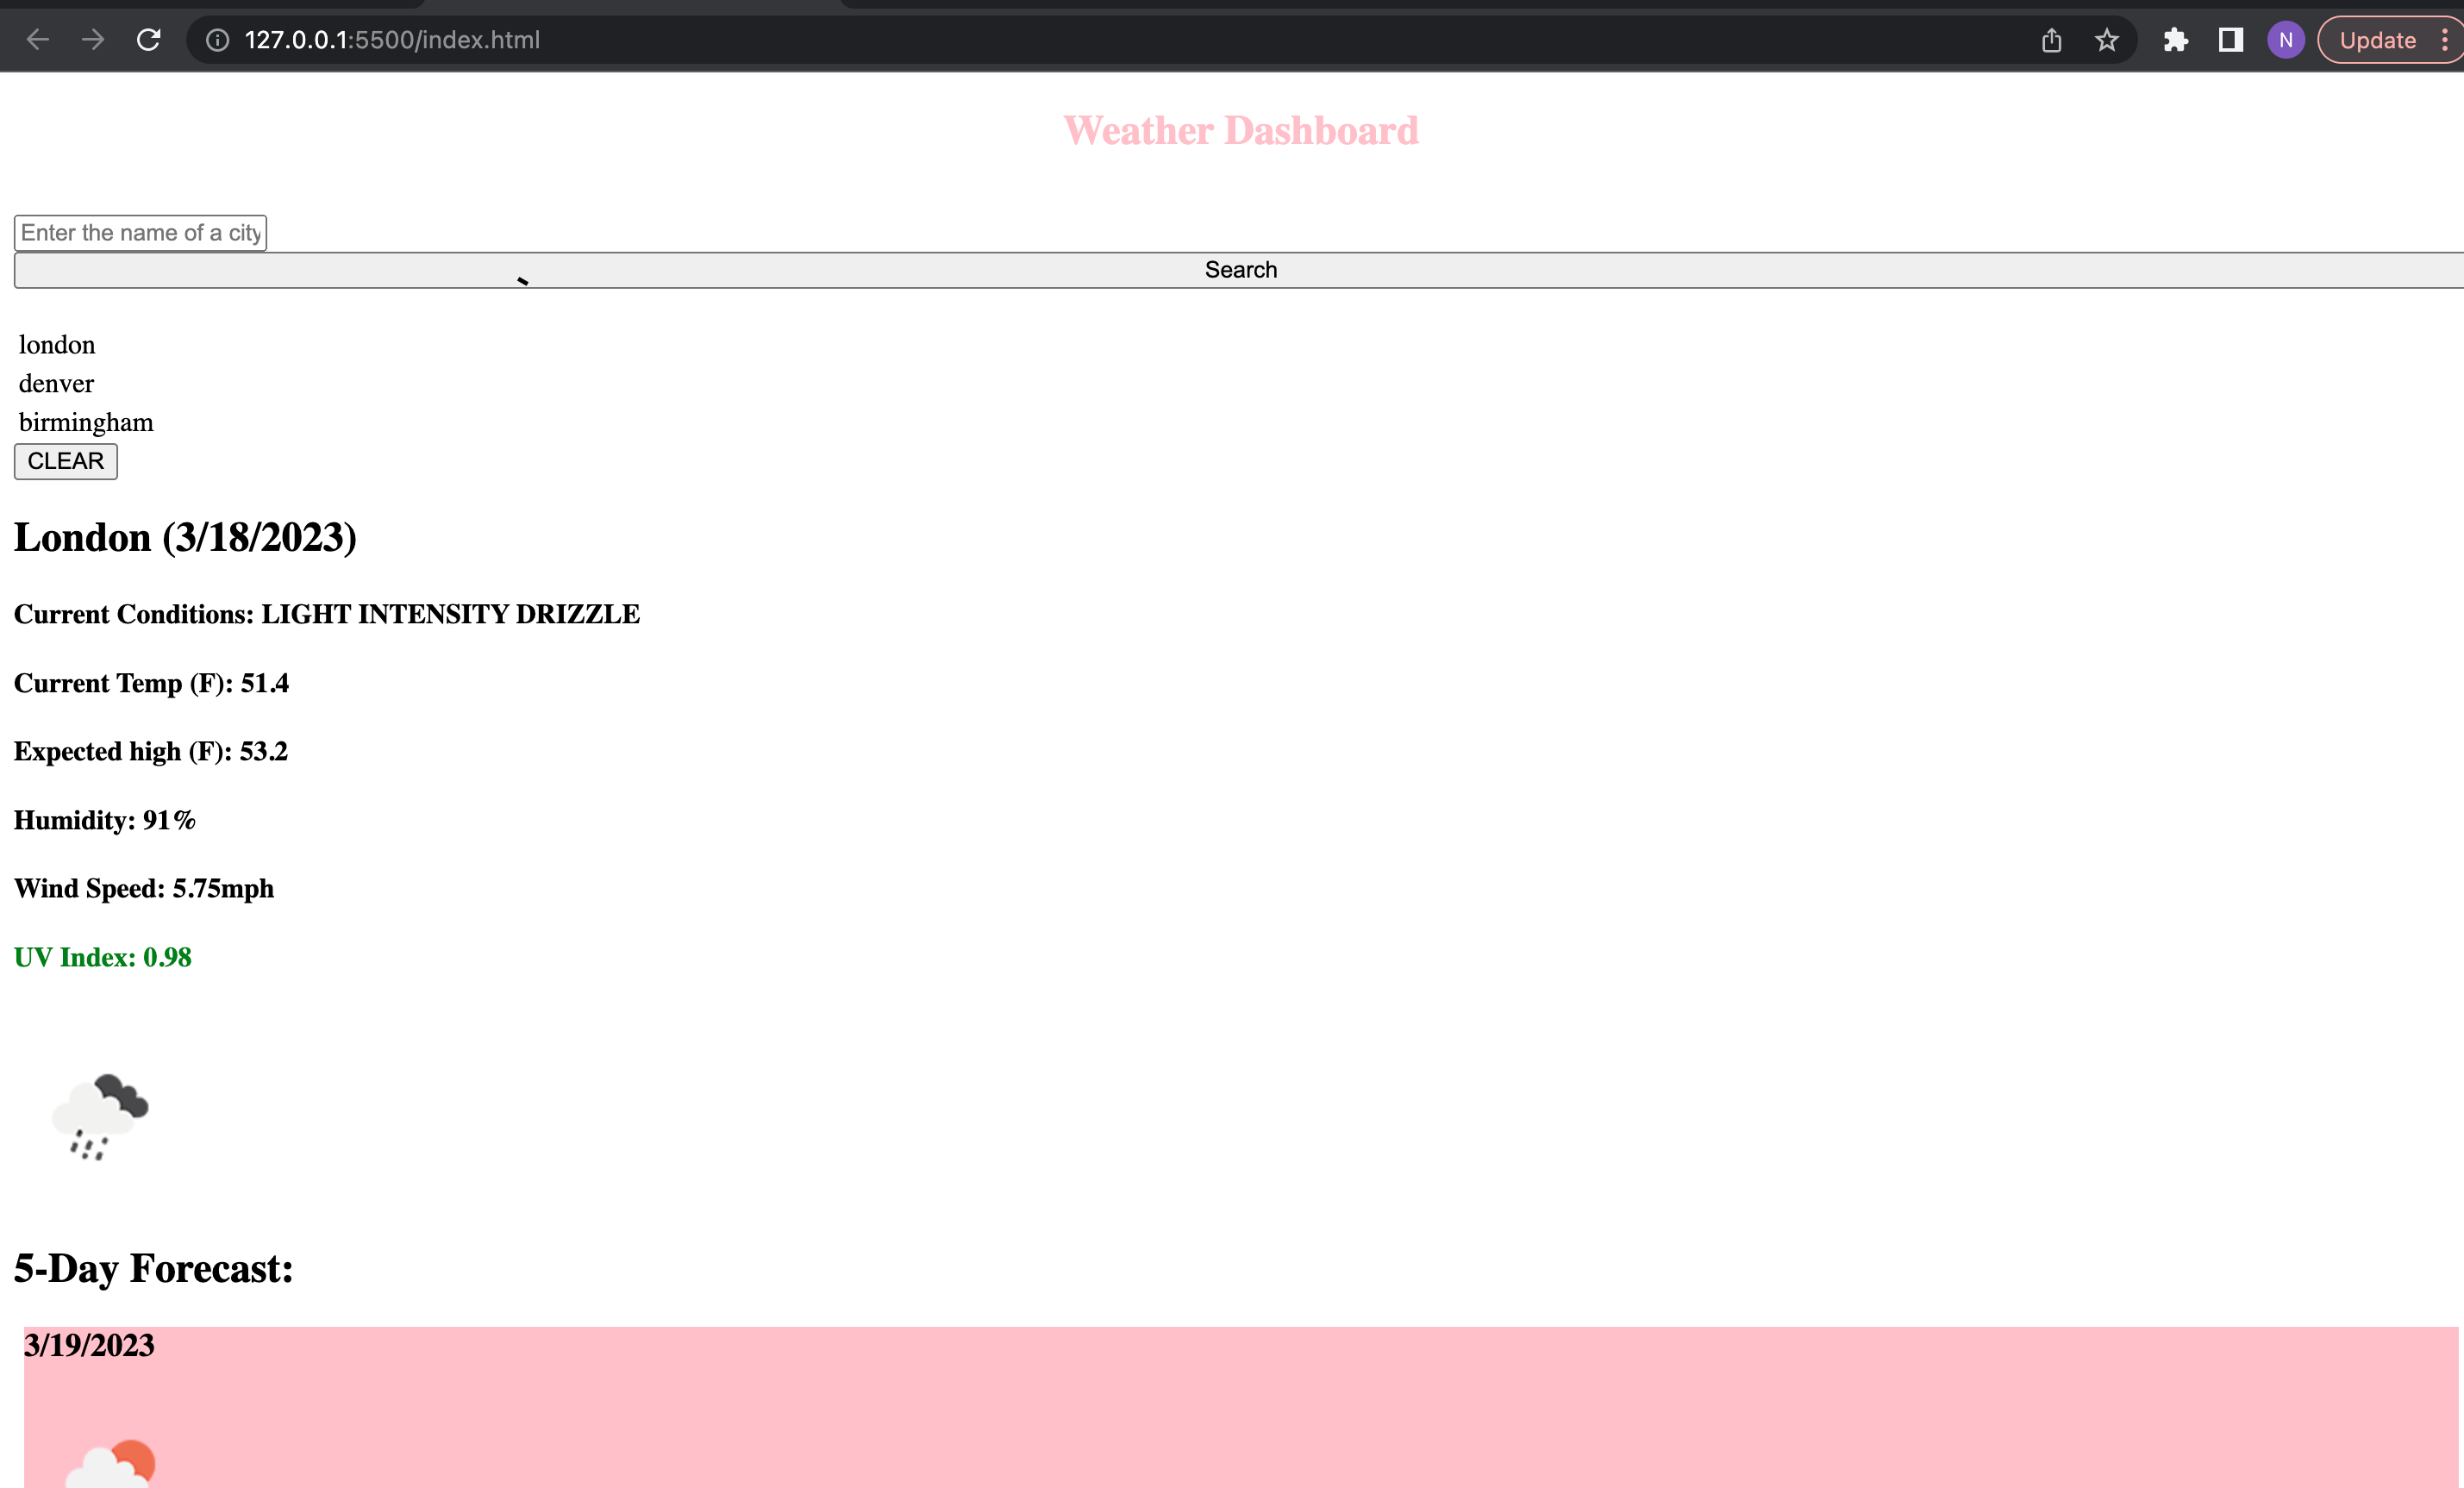 127.0.0.1:5500/index.html
N
Update
Weather Dashboard
Enter the name of a city
Search
london
denver
birmingham
CLEAR
London (3/18/2023)
Current Conditions: LIGHT INTENSITY DRIZZLE
Current Temp (F): 51.4
Expected high (F): 53.2
Humidity: 91%
Wind Speed: 5.75mph
UV Index: 0.98
5-Day Forecast:
3/19/2023